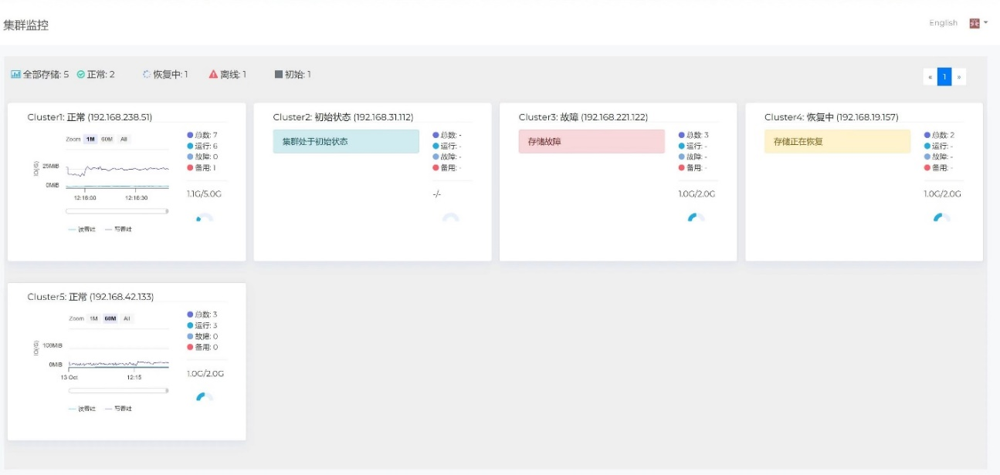 集群监控
English
全部存储: 5 正常: 2 恢复中: 1 离线: 1 初始: 1
« 1 »
Cluster1: 正常 (192.168.238.51)
Zoom 1M 60M All
IO(/S)
25MiB
0MiB
12:16:00 12:16:30
读吞吐 写吞吐
总数: 7
运行: 6
故障: 0
备用: 1
1.1G/5.0G
Cluster2: 初始状态 (192.168.31.112)
集群处于初始状态
总数: -
运行: -
故障: -
备用: -
-/-
Cluster3: 故障 (192.168.221.122)
存储故障
总数: 3
运行: -
故障: -
备用: -
1.0G/2.0G
Cluster4: 恢复中 (192.168.19.157)
存储正在恢复
总数: 2
运行: -
故障: -
备用: -
1.0G/2.0G
Cluster5: 正常 (192.168.42.133)
Zoom 1M 60M All
IO(/S)
100MiB
0MiB
13 Oct 12:15
读吞吐 写吞吐
总数: 3
运行: 3
故障: 0
备用: 0
1.0G/2.0G